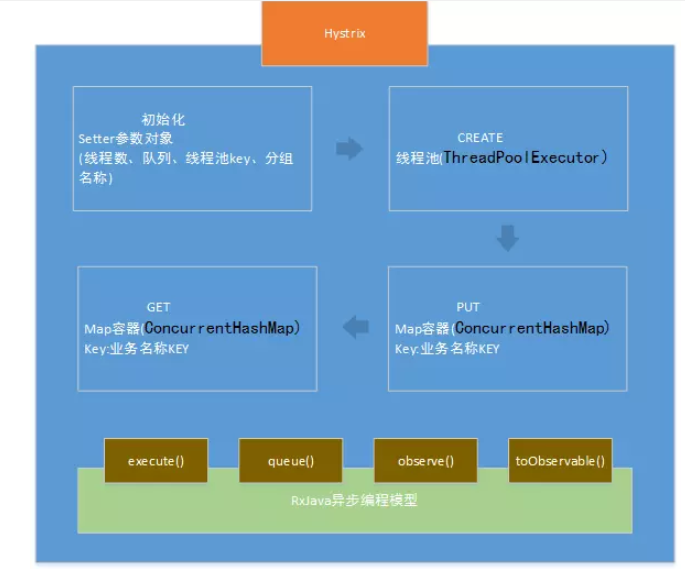 Hystrix
初始化
Setter参数对象
(线程数、队列、线程池key、分组
名称)
CREATE
线程池(ThreadPoolExecutor)
GET
Map容器(ConcurrentHashMap)
Key:业务名称KEY
PUT
Map容器(ConcurrentHashMap)
Key:业务名称KEY
execute()
queue()
observe()
toObservable()
RxJava异步编程模型